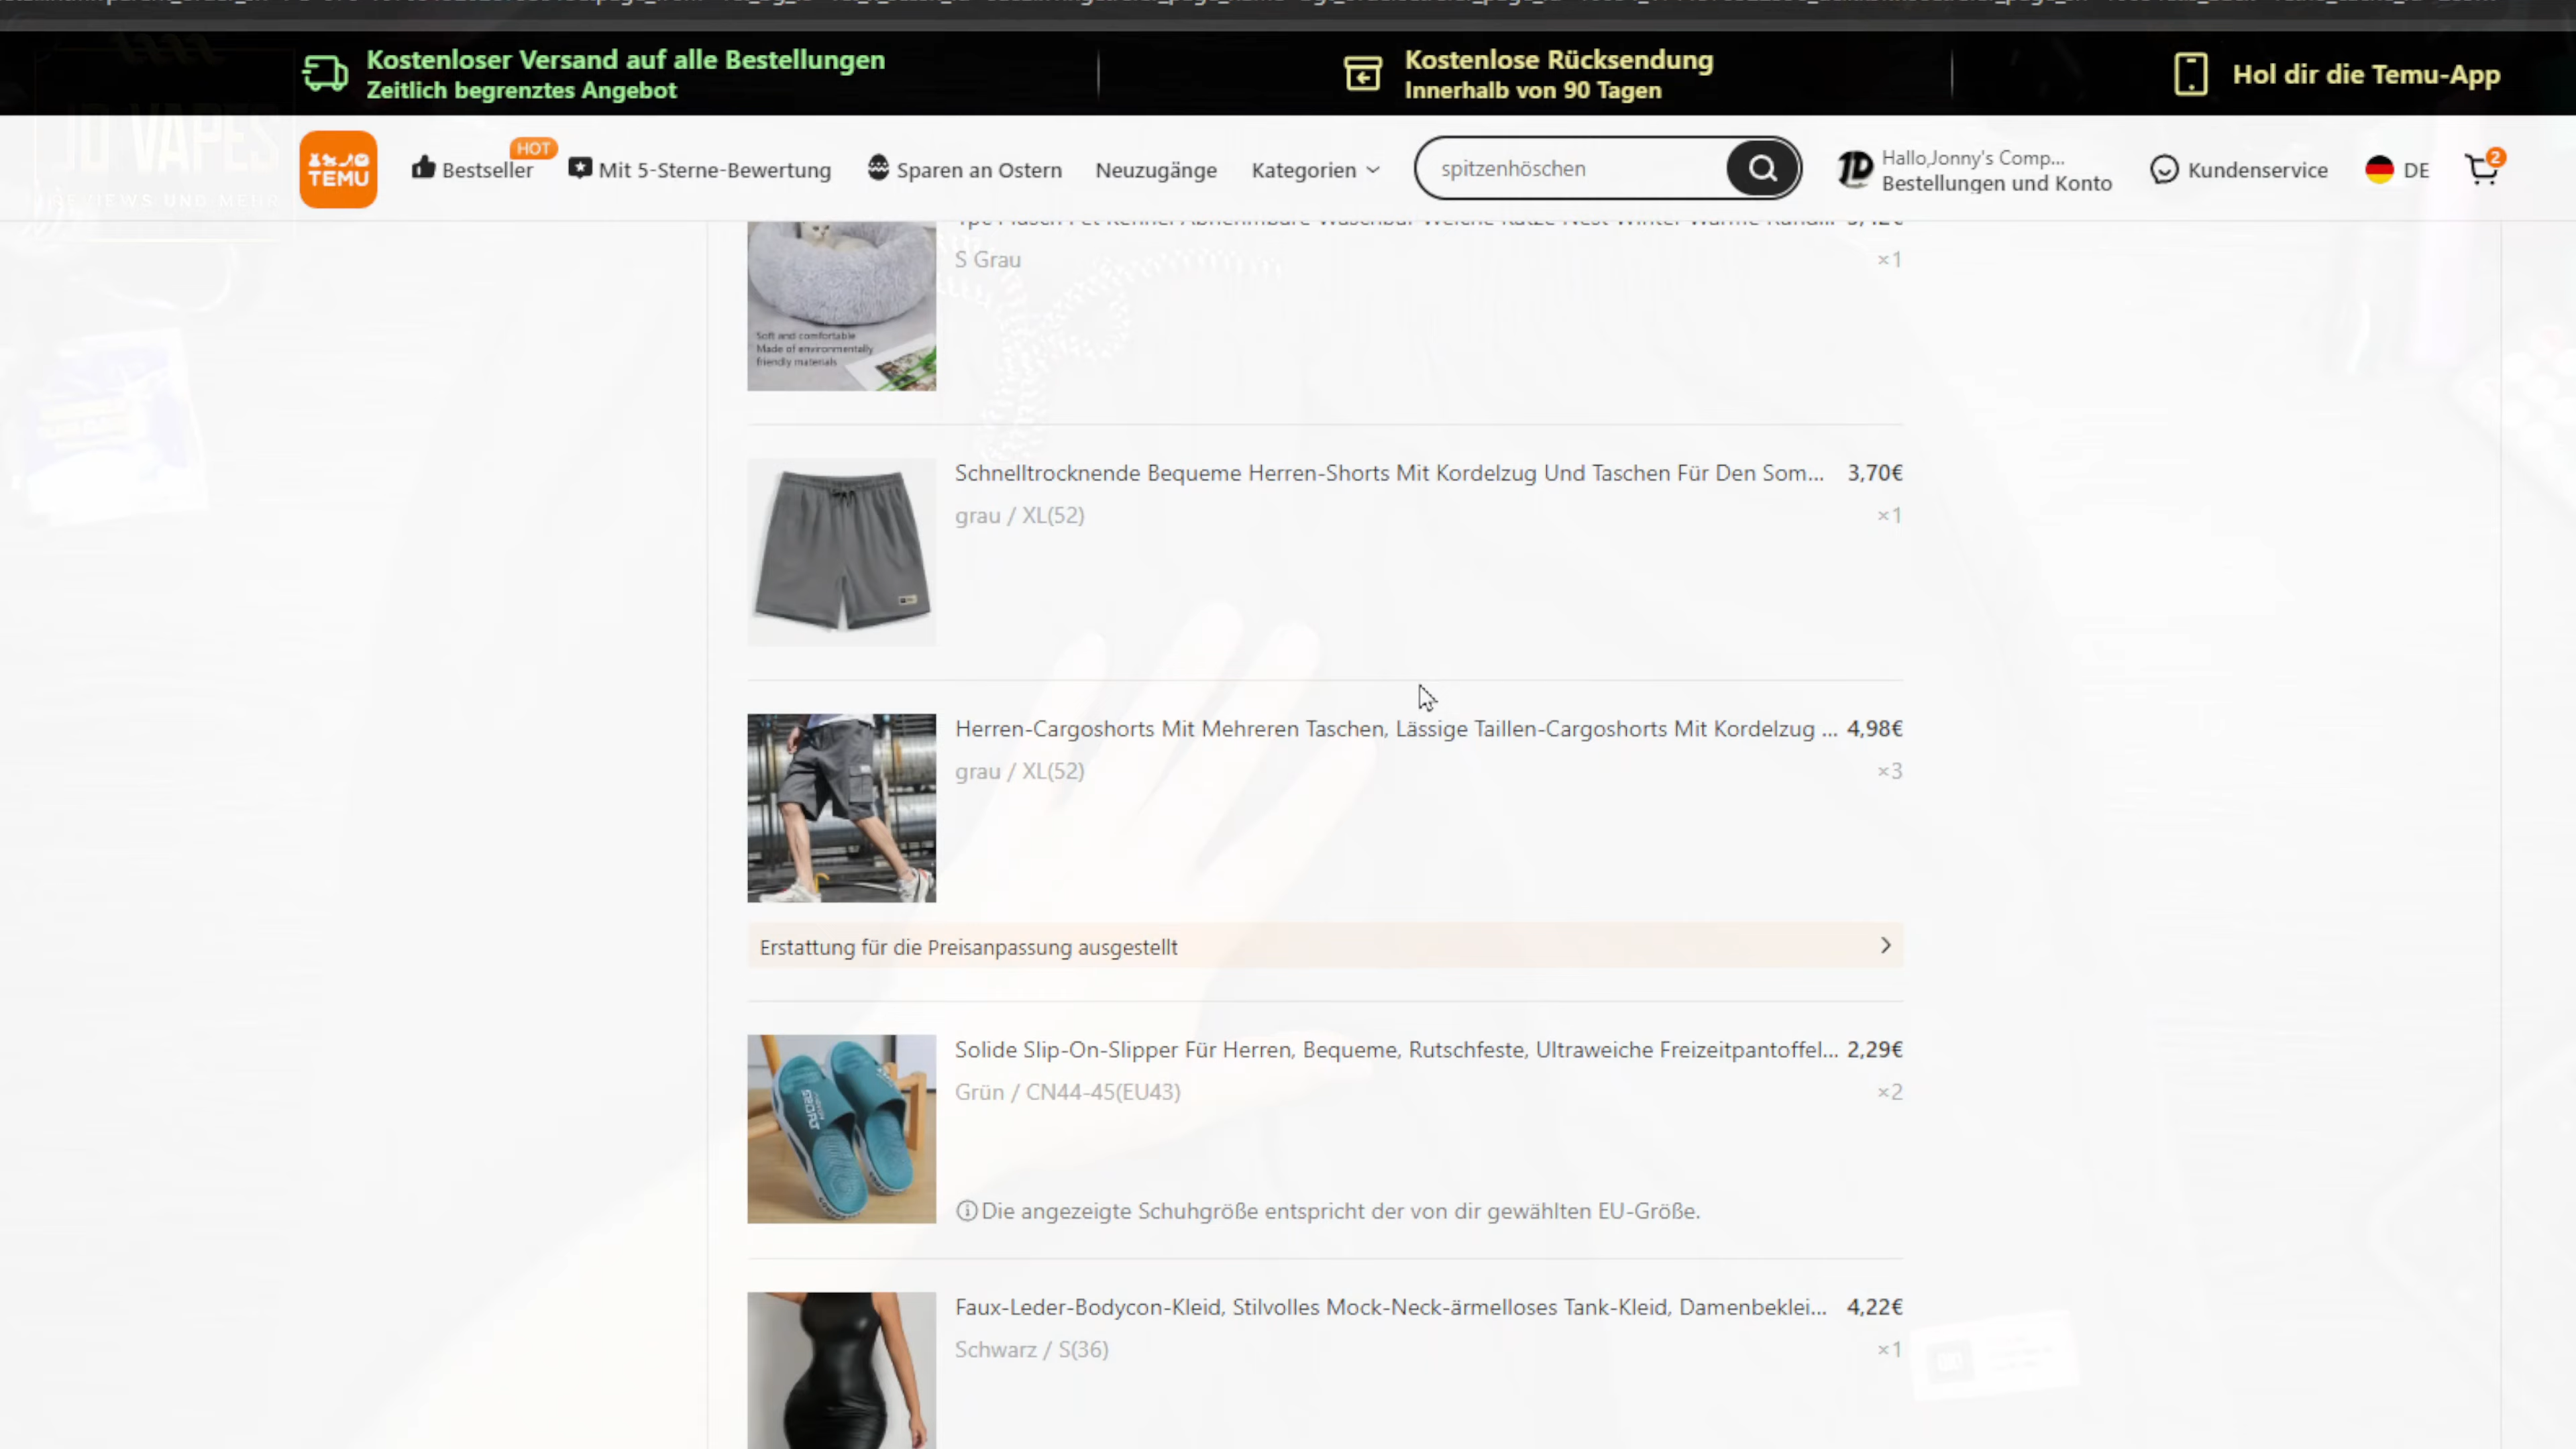 Kostenloser Versand auf alle Bestellungen
Zeitlich begrenztes Angebot
Kostenlose Rücksendung
Innerhalb von 90 Tagen
Hol dir die Temu-App
JD VAPES
REVIEWS UND MEHR
TEMU
Bestseller
HOT
Mit 5-Sterne-Bewertung
Sparen an Ostern
Neuzugänge
Kategorien
spitzenhöschen
Hallo,Jonny's Comp...
Bestellungen und Konto
Kundenservice
DE
2
S Grau
×1
Soft and comfortable
Made of environmentally
friendly materials
Schnelltrocknende Bequeme Herren-Shorts Mit Kordelzug Und Taschen Für Den Som... 3,70€
grau / XL(52) ×1
Herren-Cargoshorts Mit Mehreren Taschen, Lässige Taillen-Cargoshorts Mit Kordelzug ... 4,98€
grau / XL(52) ×3
Erstattung für die Preisanpassung ausgestellt
Solide Slip-On-Slipper Für Herren, Bequeme, Rutschfeste, Ultraweiche Freizeitpantoffel... 2,29€
Grün / CN44-45(EU43) ×2
Die angezeigte Schuhgröße entspricht der von dir gewählten EU-Größe.
Faux-Leder-Bodycon-Kleid, Stilvolles Mock-Neck-ärmelloses Tank-Kleid, Damenbeklei... 4,22€
Schwarz / S(36) ×1